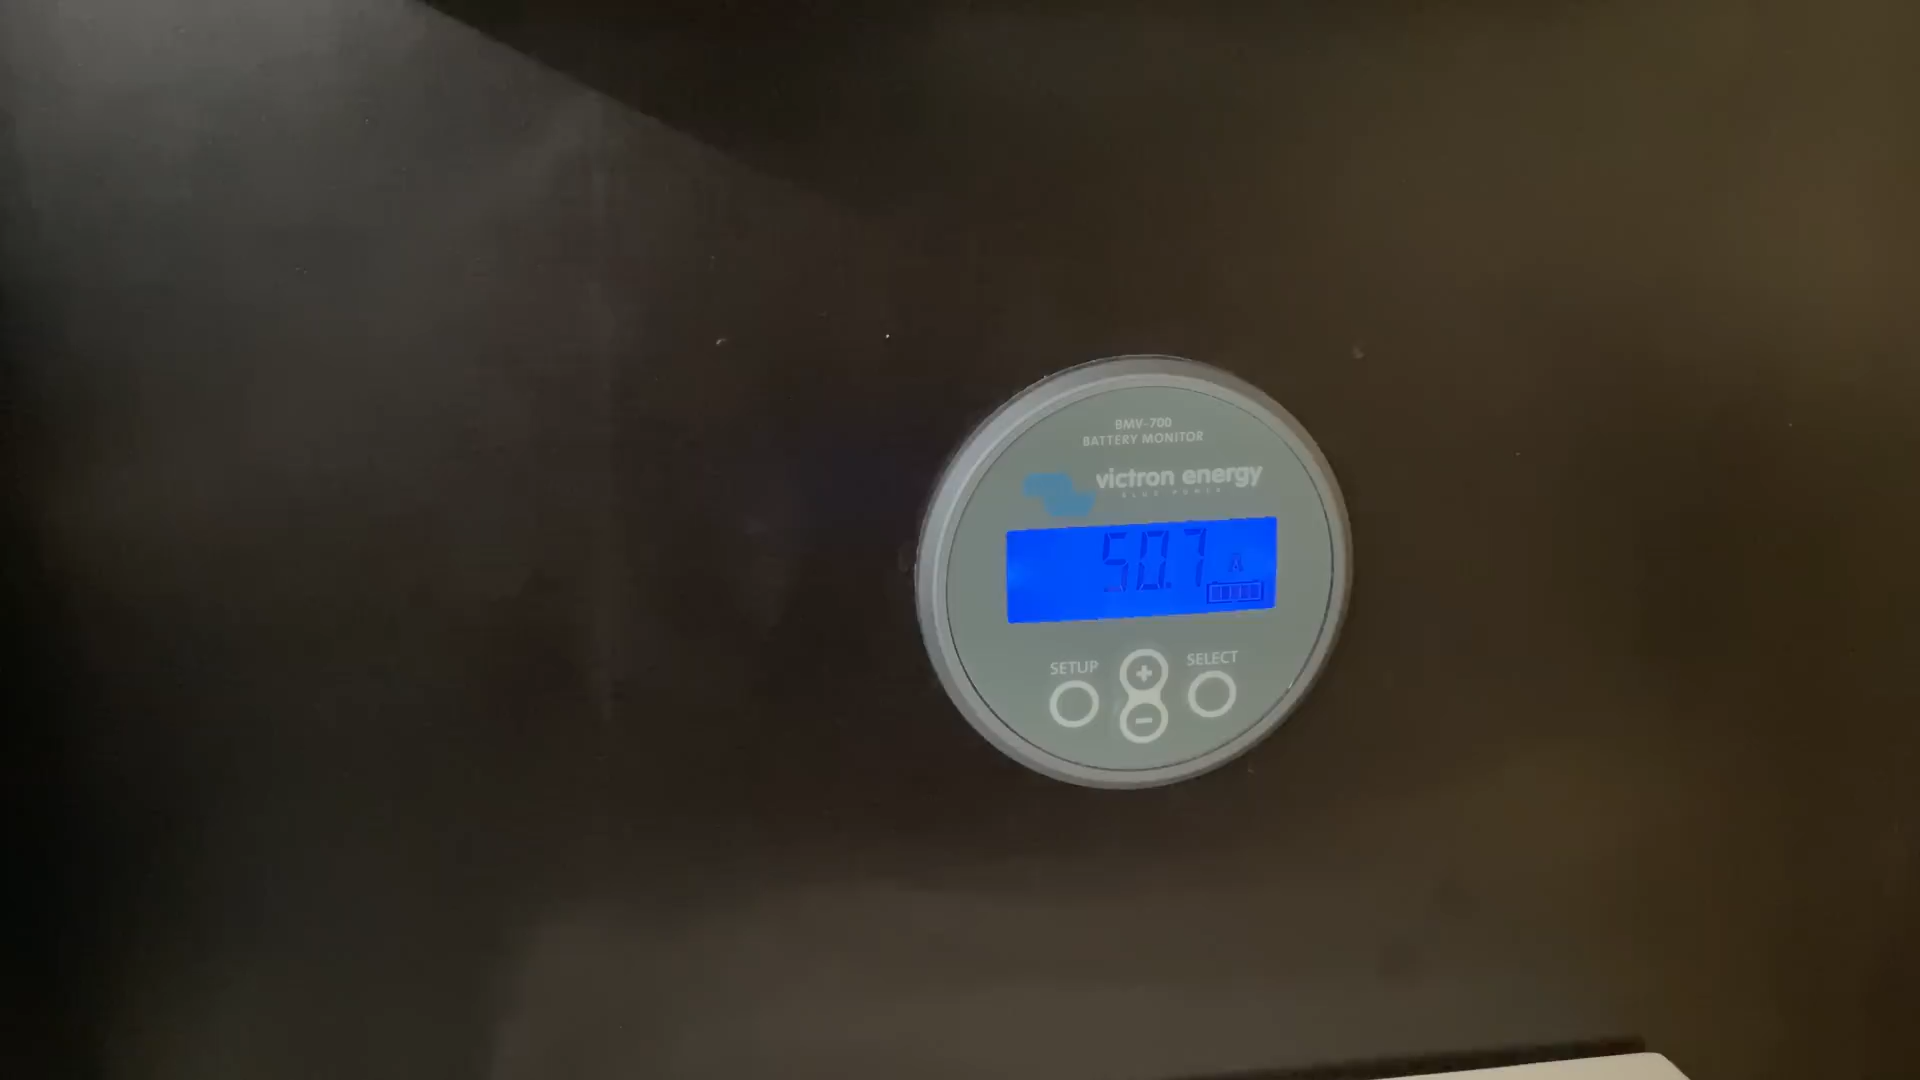 BMV-700
BATTERY MONITOR
victron energy
BLUE POWER
50.7 A
SETUP
+
SELECT
−